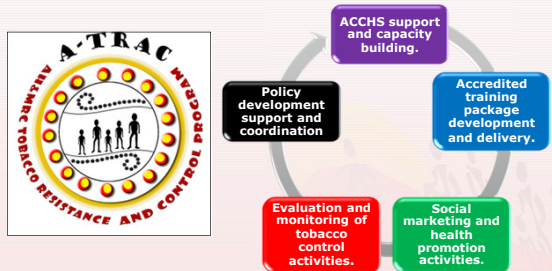 A-TRAC
AH&MRC TOBACCO RESISTANCE AND CONTROL PROGRAM
ACCHS support
and capacity
building.
Policy
development
support and
coordination
Accredited
training
package
development
and delivery.
Evaluation and
monitoring of
tobacco
control
activities.
Social
marketing and
health
promotion
activities.